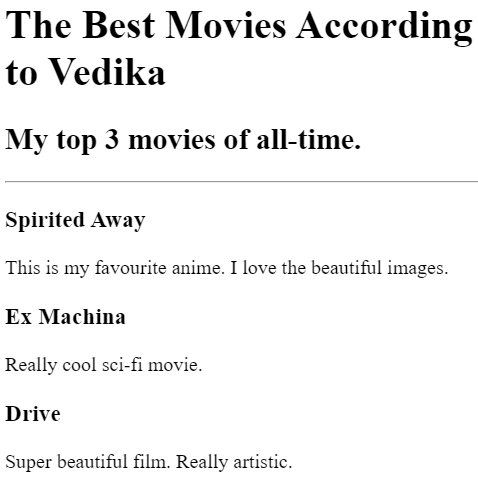 The Best Movies According
to Vedika
My top 3 movies of all-time.
Spirited Away
This is my favourite anime. I love the beautiful images.
Ex Machina
Really cool sci-fi movie.
Drive
Super beautiful film. Really artistic.